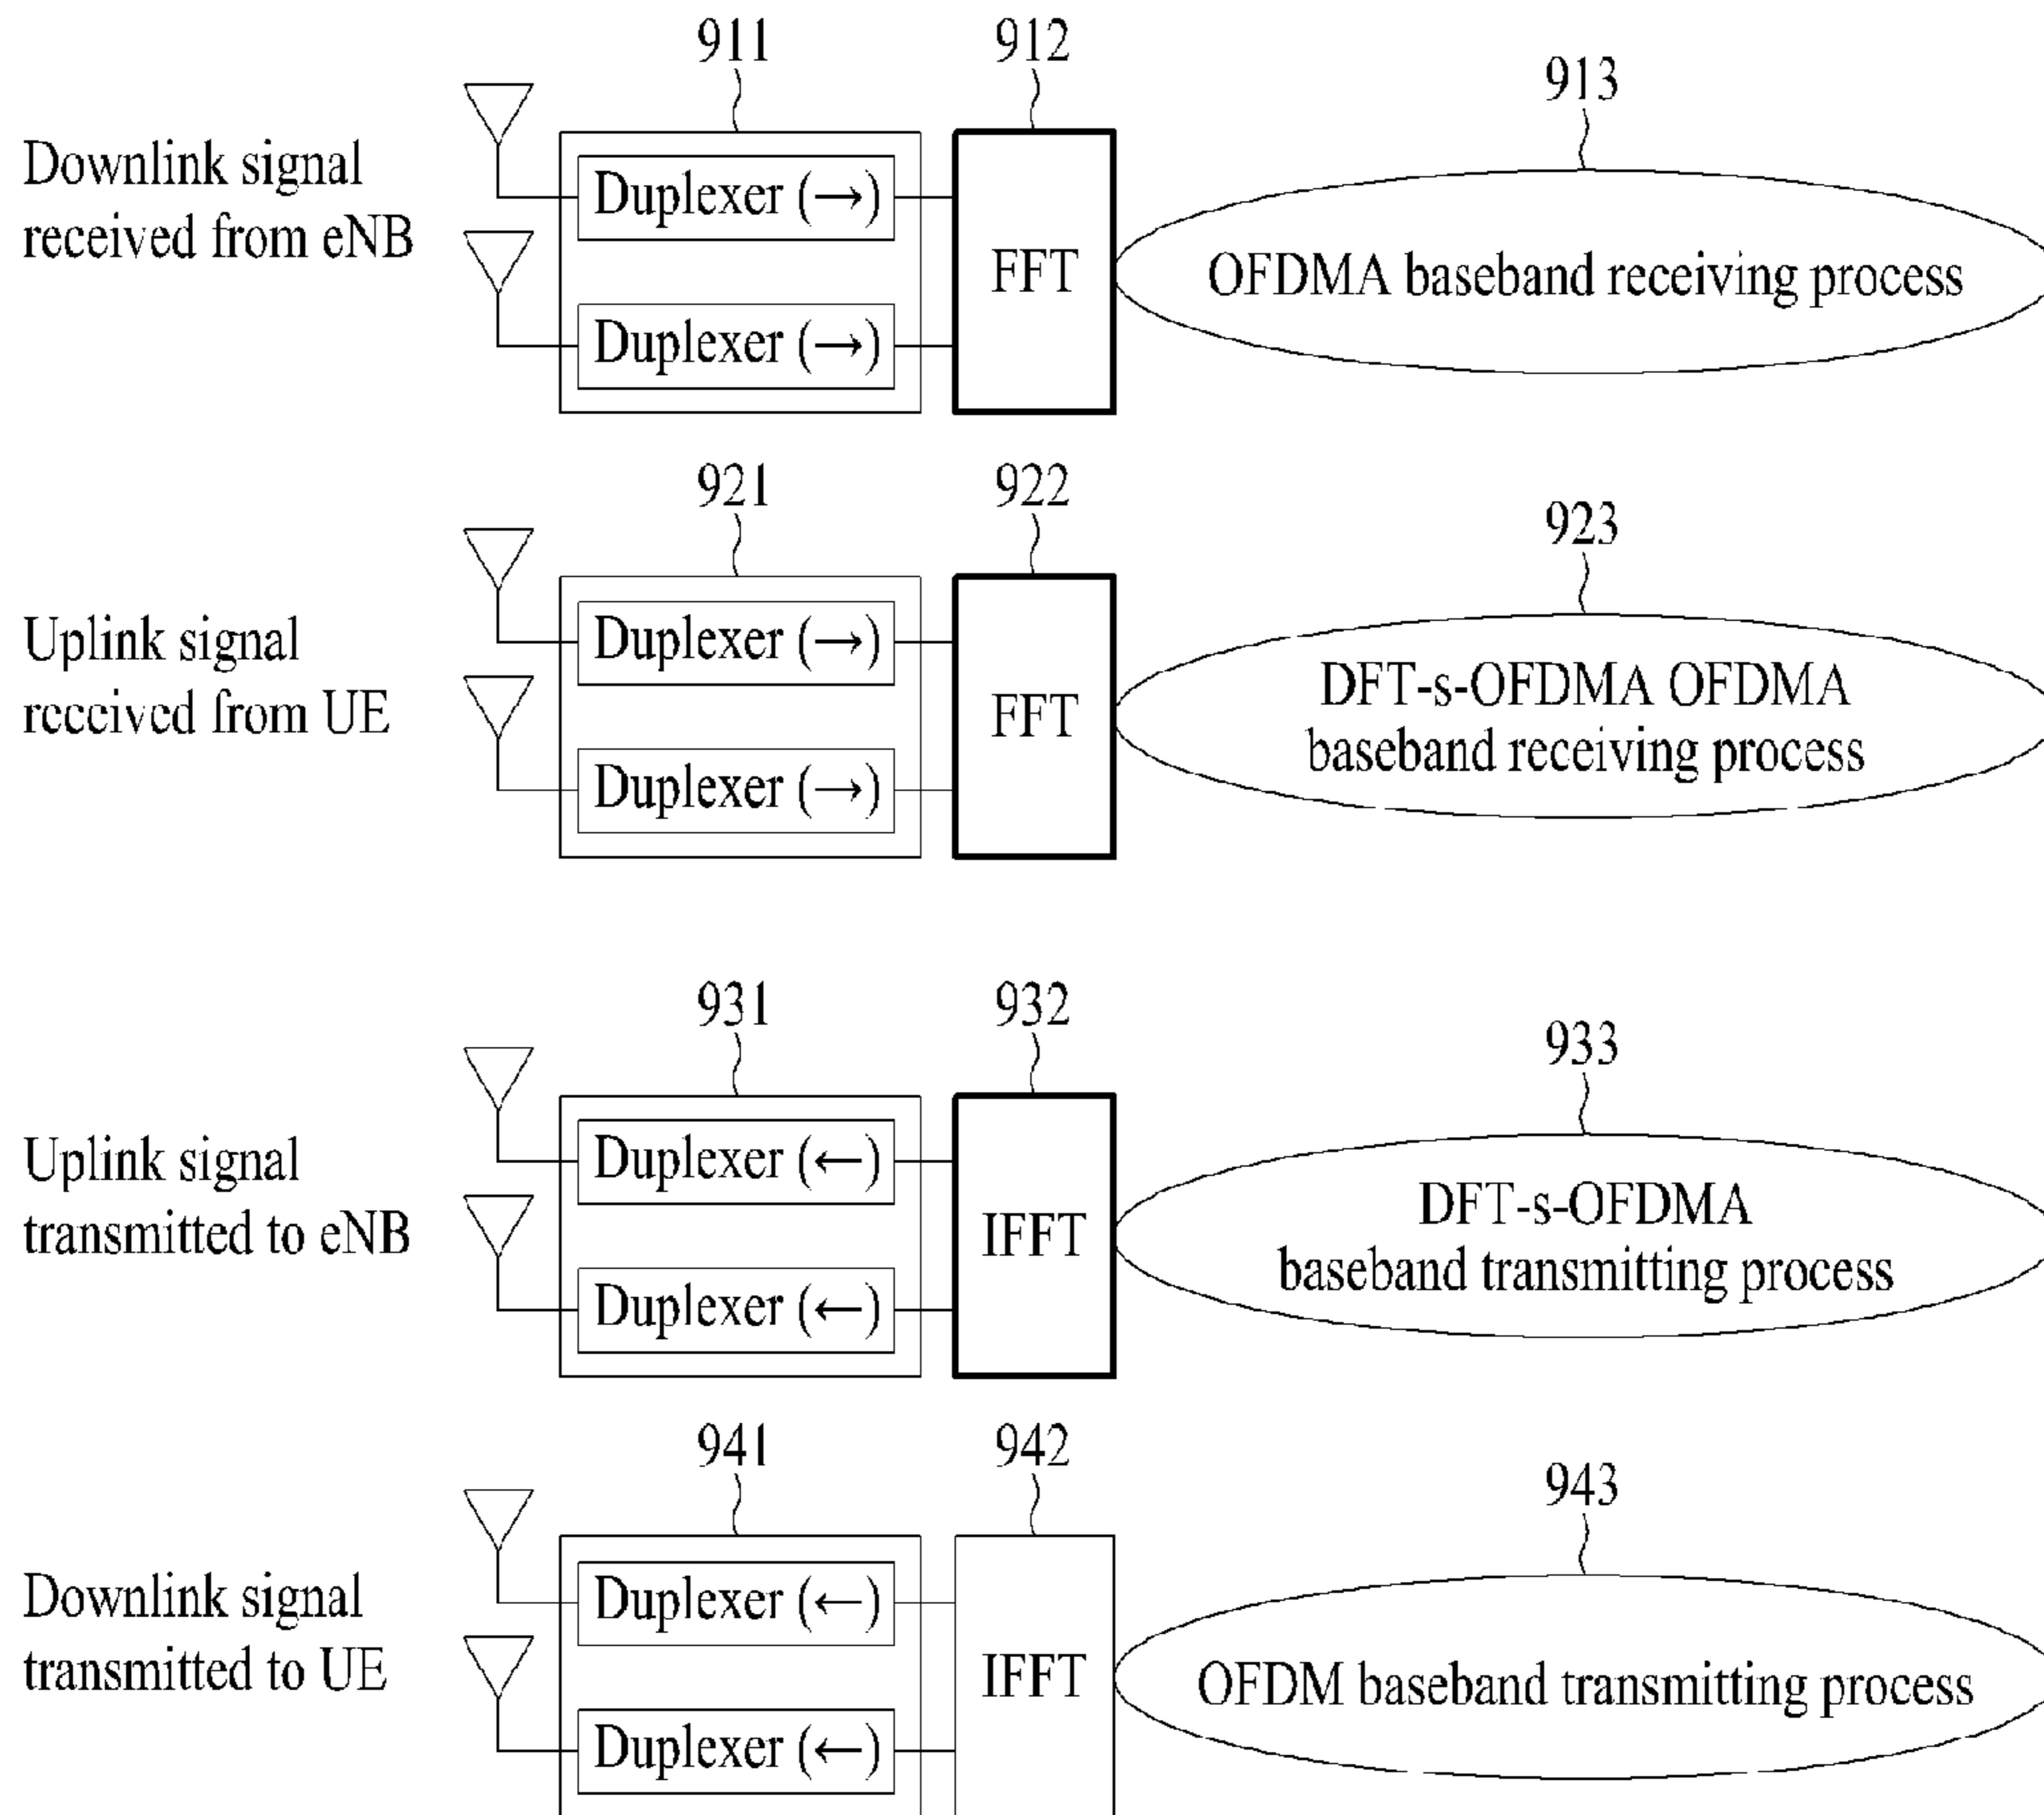 911
912
913
Downlink signal
received from eNB
Duplexer (→)
Duplexer (→)
FFT
OFDMA baseband receiving process
921
922
923
Uplink signal
received from UE
Duplexer (→)
Duplexer (→)
FFT
DFT-s-OFDMA OFDMA
baseband receiving process
931
932
933
Uplink signal
transmitted to eNB
Duplexer (←)
Duplexer (←)
IFFT
DFT-s-OFDMA
baseband transmitting process
941
942
943
Downlink signal
transmitted to UE
Duplexer (←)
Duplexer (←)
IFFT
OFDM baseband transmitting process